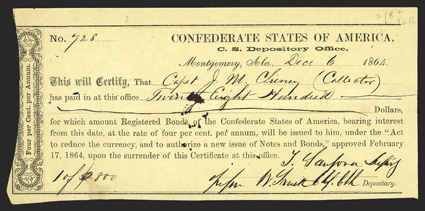 No. 728
CONFEDERATE STATES OF AMERICA,
C. S. Depository Office,
Montgomery, Ala, Dec 6 1864.
This will Certify, That Capt J. M. (Collector)
has paid in at this office Eight Hundred
Dollars,
for which amount Registered Bonds, of the Confederate States of America, bearing interest
from this date, at the rate of four per cent. per annum, will be issued to him, under the "Act
to reduce the currency, and to authorize a new issue of Notes and Bonds," approved February
17, 1864, upon the surrender of this Certificate at this office.
Depositary.
Four per Cent. per Annum.